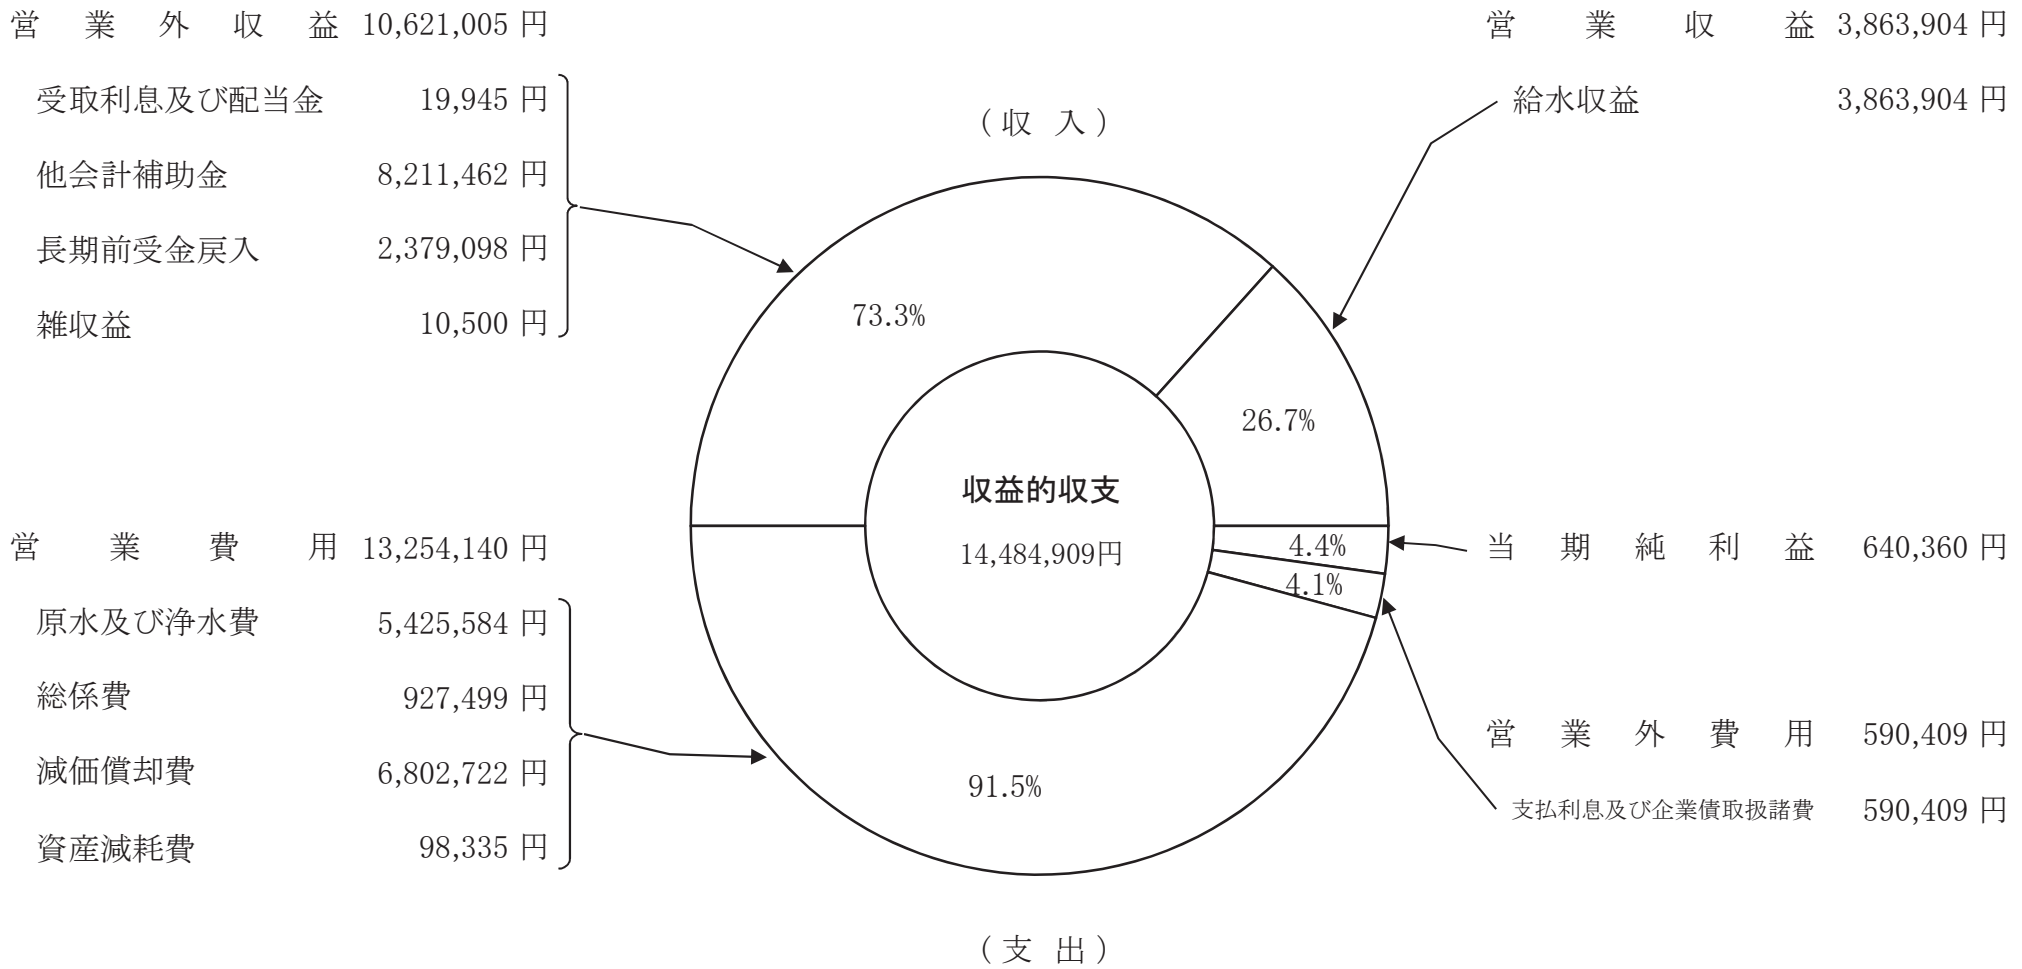 営業外収益 10,621,005 円
受取利息及び配当金 19,945 円
他会計補助金 8,211,462 円
長期前受金戻入 2,379,098 円
雑収益 10,500 円
営業収益 3,863,904 円
給水収益 3,863,904 円
（収 入）
73.3%
26.7%
収益的収支
14,484,909円
4.4%
4.1%
91.5%
（支 出）
営業費用 13,254,140 円
原水及び浄水費 5,425,584 円
総係費 927,499 円
減価償却費 6,802,722 円
資産減耗費 98,335 円
当期純利益 640,360 円
営業外費用 590,409 円
支払利息及び企業債取扱諸費 590,409 円